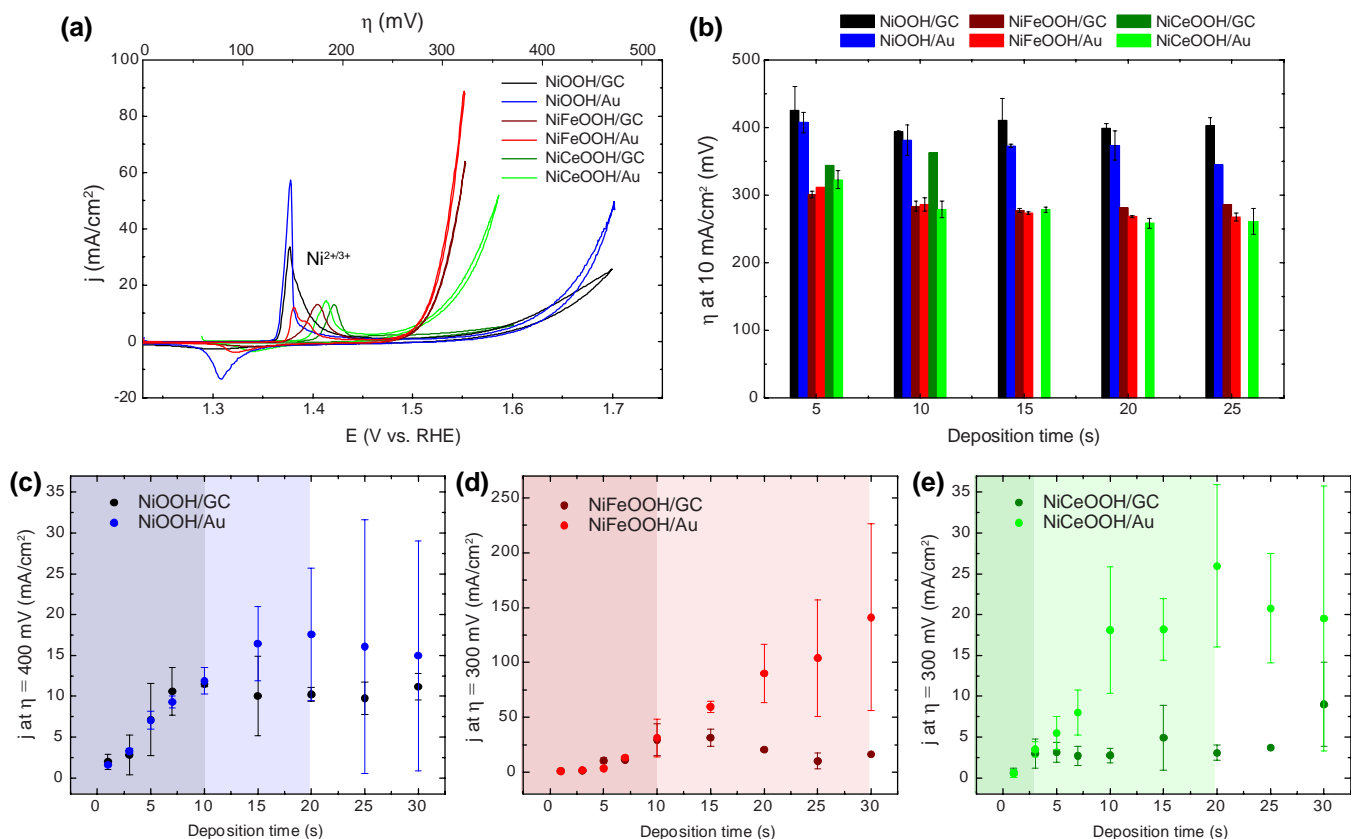 (a)
η (mV)
0 100 200 300 400 500
100
80
60
40
20
0
-20
j (mA/cm²)
NiOOH/GC
NiOOH/Au
NiFeOOH/GC
NiFeOOH/Au
NiCeOOH/GC
NiCeOOH/Au
Ni²⁺/³⁺
1.3 1.4 1.5 1.6 1.7
E (V vs. RHE)
(b)
NiOOH/GC NiFeOOH/GC NiCeOOH/GC
NiOOH/Au NiFeOOH/Au NiCeOOH/Au
500
400
300
200
100
0
η at 10 mA/cm² (mV)
5 10 15 20 25
Deposition time (s)
(c)
35
30
25
20
15
10
5
0
j at η = 400 mV (mA/cm²)
NiOOH/GC
NiOOH/Au
0 5 10 15 20 25 30
Deposition time (s)
(d)
250
200
150
100
50
0
j at η = 300 mV (mA/cm²)
NiFeOOH/GC
NiFeOOH/Au
0 5 10 15 20 25 30
Deposition time (s)
(e)
35
30
25
20
15
10
5
0
j at η = 300 mV (mA/cm²)
NiCeOOH/GC
NiCeOOH/Au
0 5 10 15 20 25 30
Deposition time (s)